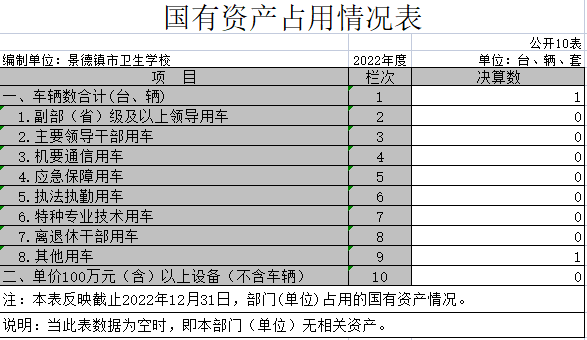 国有资产占用情况表
公开10表
编制单位：景德镇市卫生学校 2022年度 单位：台、辆、套
项 目 栏次 决算数
一、车辆数合计(台、辆) 1 1
1.副部（省）级及以上领导用车 2 0
2.主要领导干部用车 3 0
3.机要通信用车 4 0
4.应急保障用车 5 0
5.执法执勤用车 6 0
6.特种专业技术用车 7 0
7.离退休干部用车 8 0
8.其他用车 9 1
二、单价100万元（含）以上设备（不含车辆） 10 0
注：本表反映截止2022年12月31日，部门(单位)占用的国有资产情况。
说明：当此表数据为空时，即本部门（单位）无相关资产。